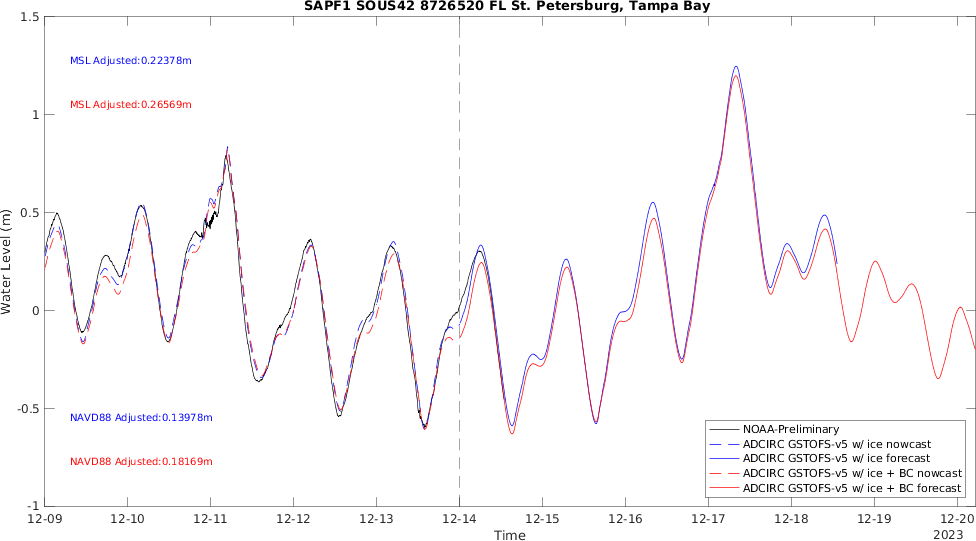 SAPF1 SOUS42 8726520 FL St. Petersburg, Tampa Bay
1.5
1
0.5
0
-0.5
-1
Water Level (m)
MSL Adjusted:0.22378m
MSL Adjusted:0.26569m
NAVD88 Adjusted:0.13978m
NAVD88 Adjusted:0.18169m
NOAA-Preliminary
ADCIRC GSTOFS-v5 w/ ice nowcast
ADCIRC GSTOFS-v5 w/ ice forecast
ADCIRC GSTOFS-v5 w/ ice + BC nowcast
ADCIRC GSTOFS-v5 w/ ice + BC forecast
12-09 12-10 12-11 12-12 12-13 12-14 12-15 12-16 12-17 12-18 12-19 12-20
2023
Time